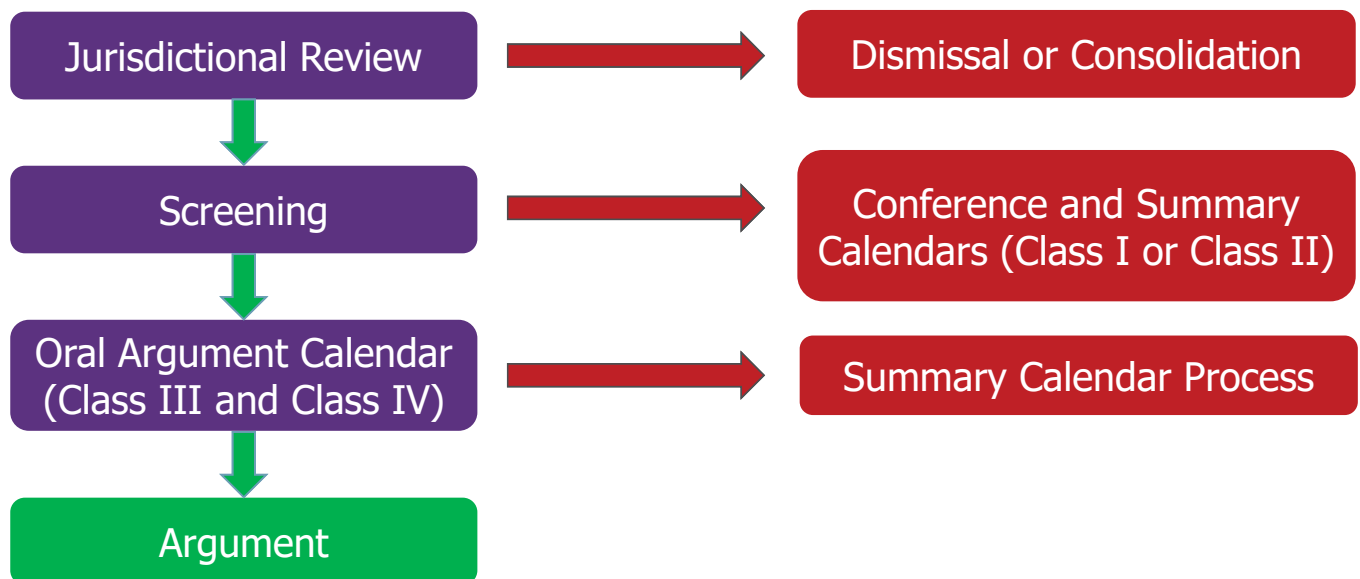 Jurisdictional Review
Dismissal or Consolidation
Screening
Conference and Summary
Calendars (Class I or Class II)
Oral Argument Calendar
(Class III and Class IV)
Summary Calendar Process
Argument